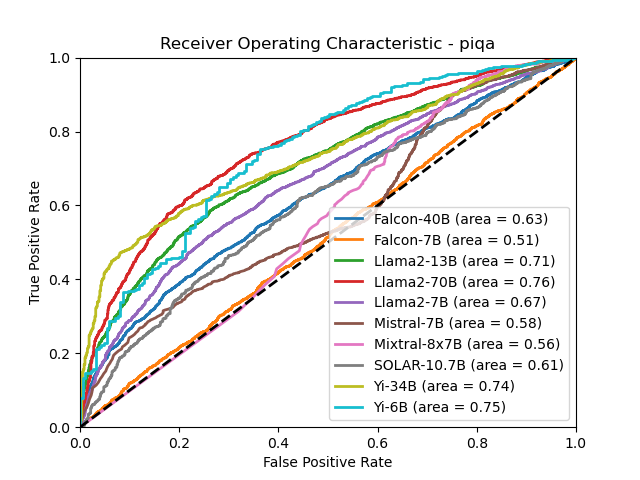 Receiver Operating Characteristic - piqa
1.0
0.8
0.6
0.4
0.2
0.0
True Positive Rate
Falcon-40B (area = 0.63)
Falcon-7B (area = 0.51)
Llama2-13B (area = 0.71)
Llama2-70B (area = 0.76)
Llama2-7B (area = 0.67)
Mistral-7B (area = 0.58)
Mixtral-8x7B (area = 0.56)
SOLAR-10.7B (area = 0.61)
Yi-34B (area = 0.74)
Yi-6B (area = 0.75)
0.0 0.2 0.4 0.6 0.8 1.0
False Positive Rate